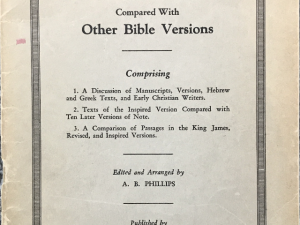 Compared With
Other Bible Versions
Comprising
1. A Discussion of Manuscripts, Versions, Hebrew
and Greek Texts, and Early Christian Writers.
2. Texts of the Inspired Version Compared with
Ten Later Versions of Note.
3. A Comparison of Passages in the King James,
Revised, and Inspired Versions.
Edited and Arranged by
A. B. PHILLIPS
Published by